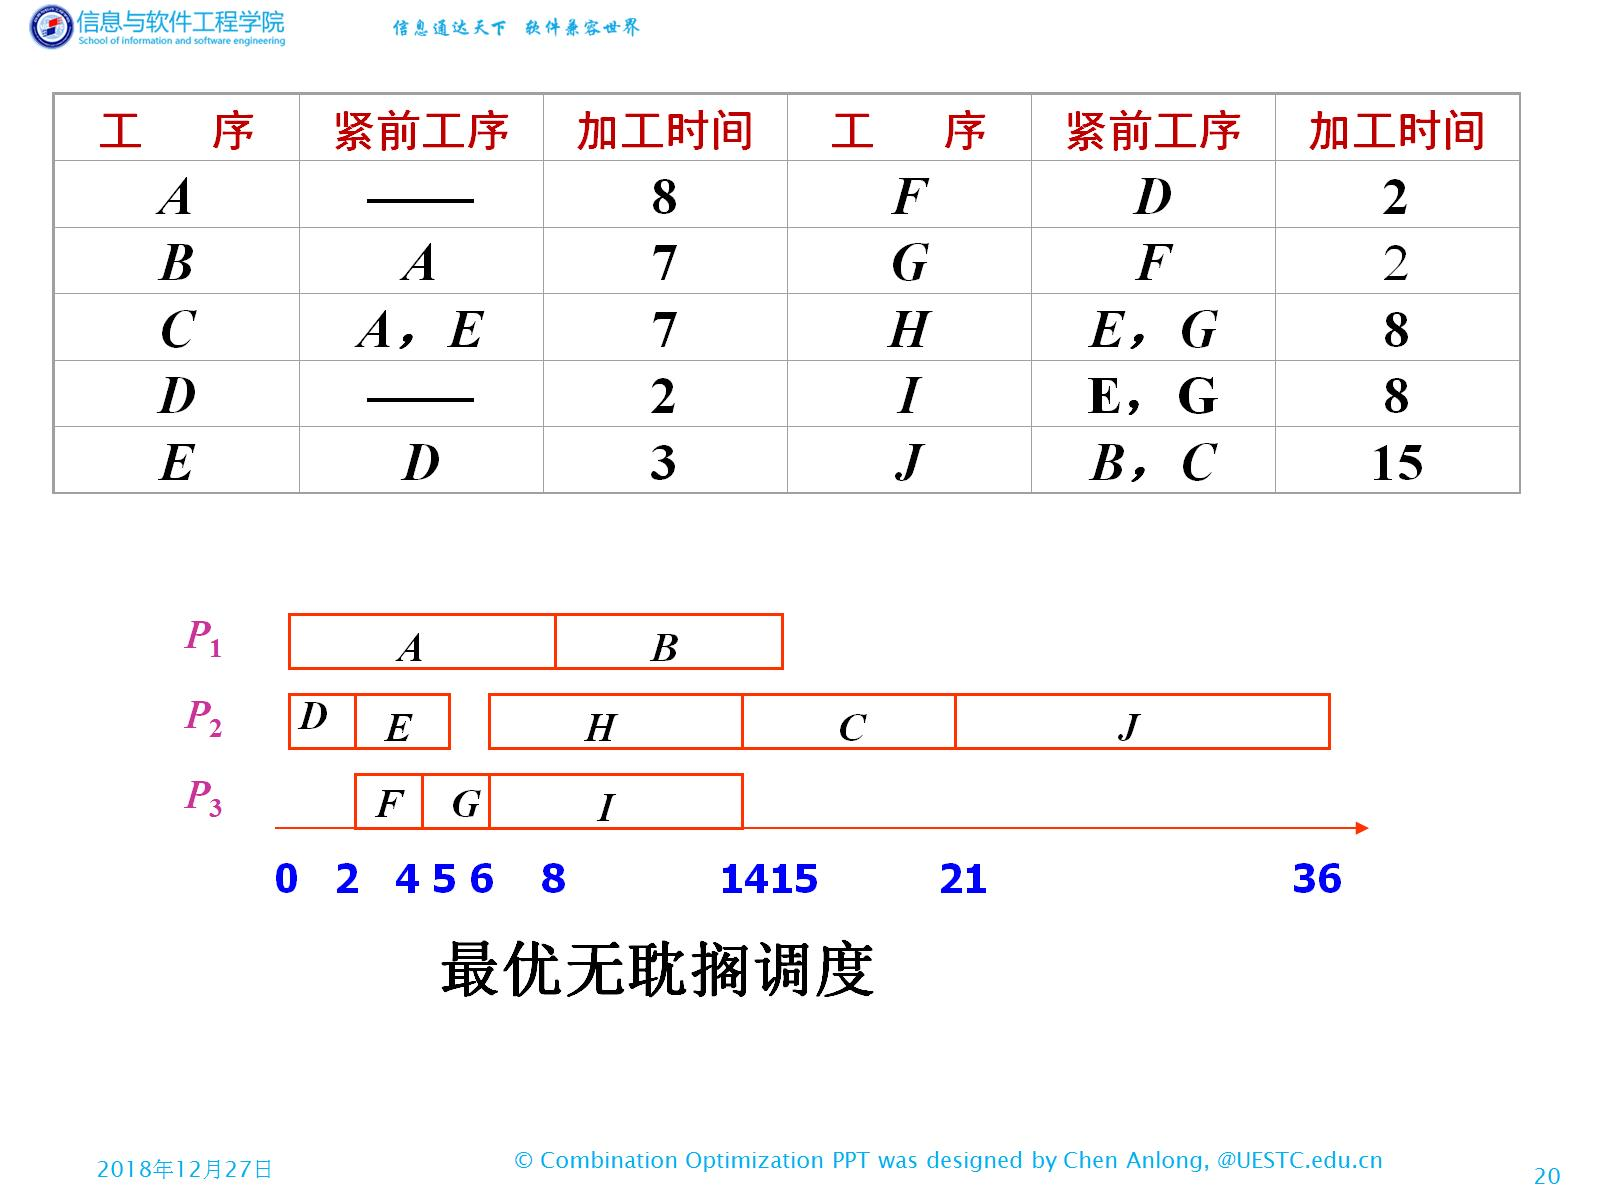 信息与软件工程学院
School of information and software engineering
信息通达天下 软件兼容世界
工 序 紧前工序 加工时间 工 序 紧前工序 加工时间
A —— 8 F D 2
B A 7 G F 2
C A，E 7 H E，G 8
D —— 2 I E，G 8
E D 3 J B，C 15
P1 A B
P2 D E H C J
P3 F G I
0 2 4 5 6 8 1415 21 36
最优无耽搁调度
2018年12月27日
© Combination Optimization PPT was designed by Chen Anlong, @UESTC.edu.cn
20